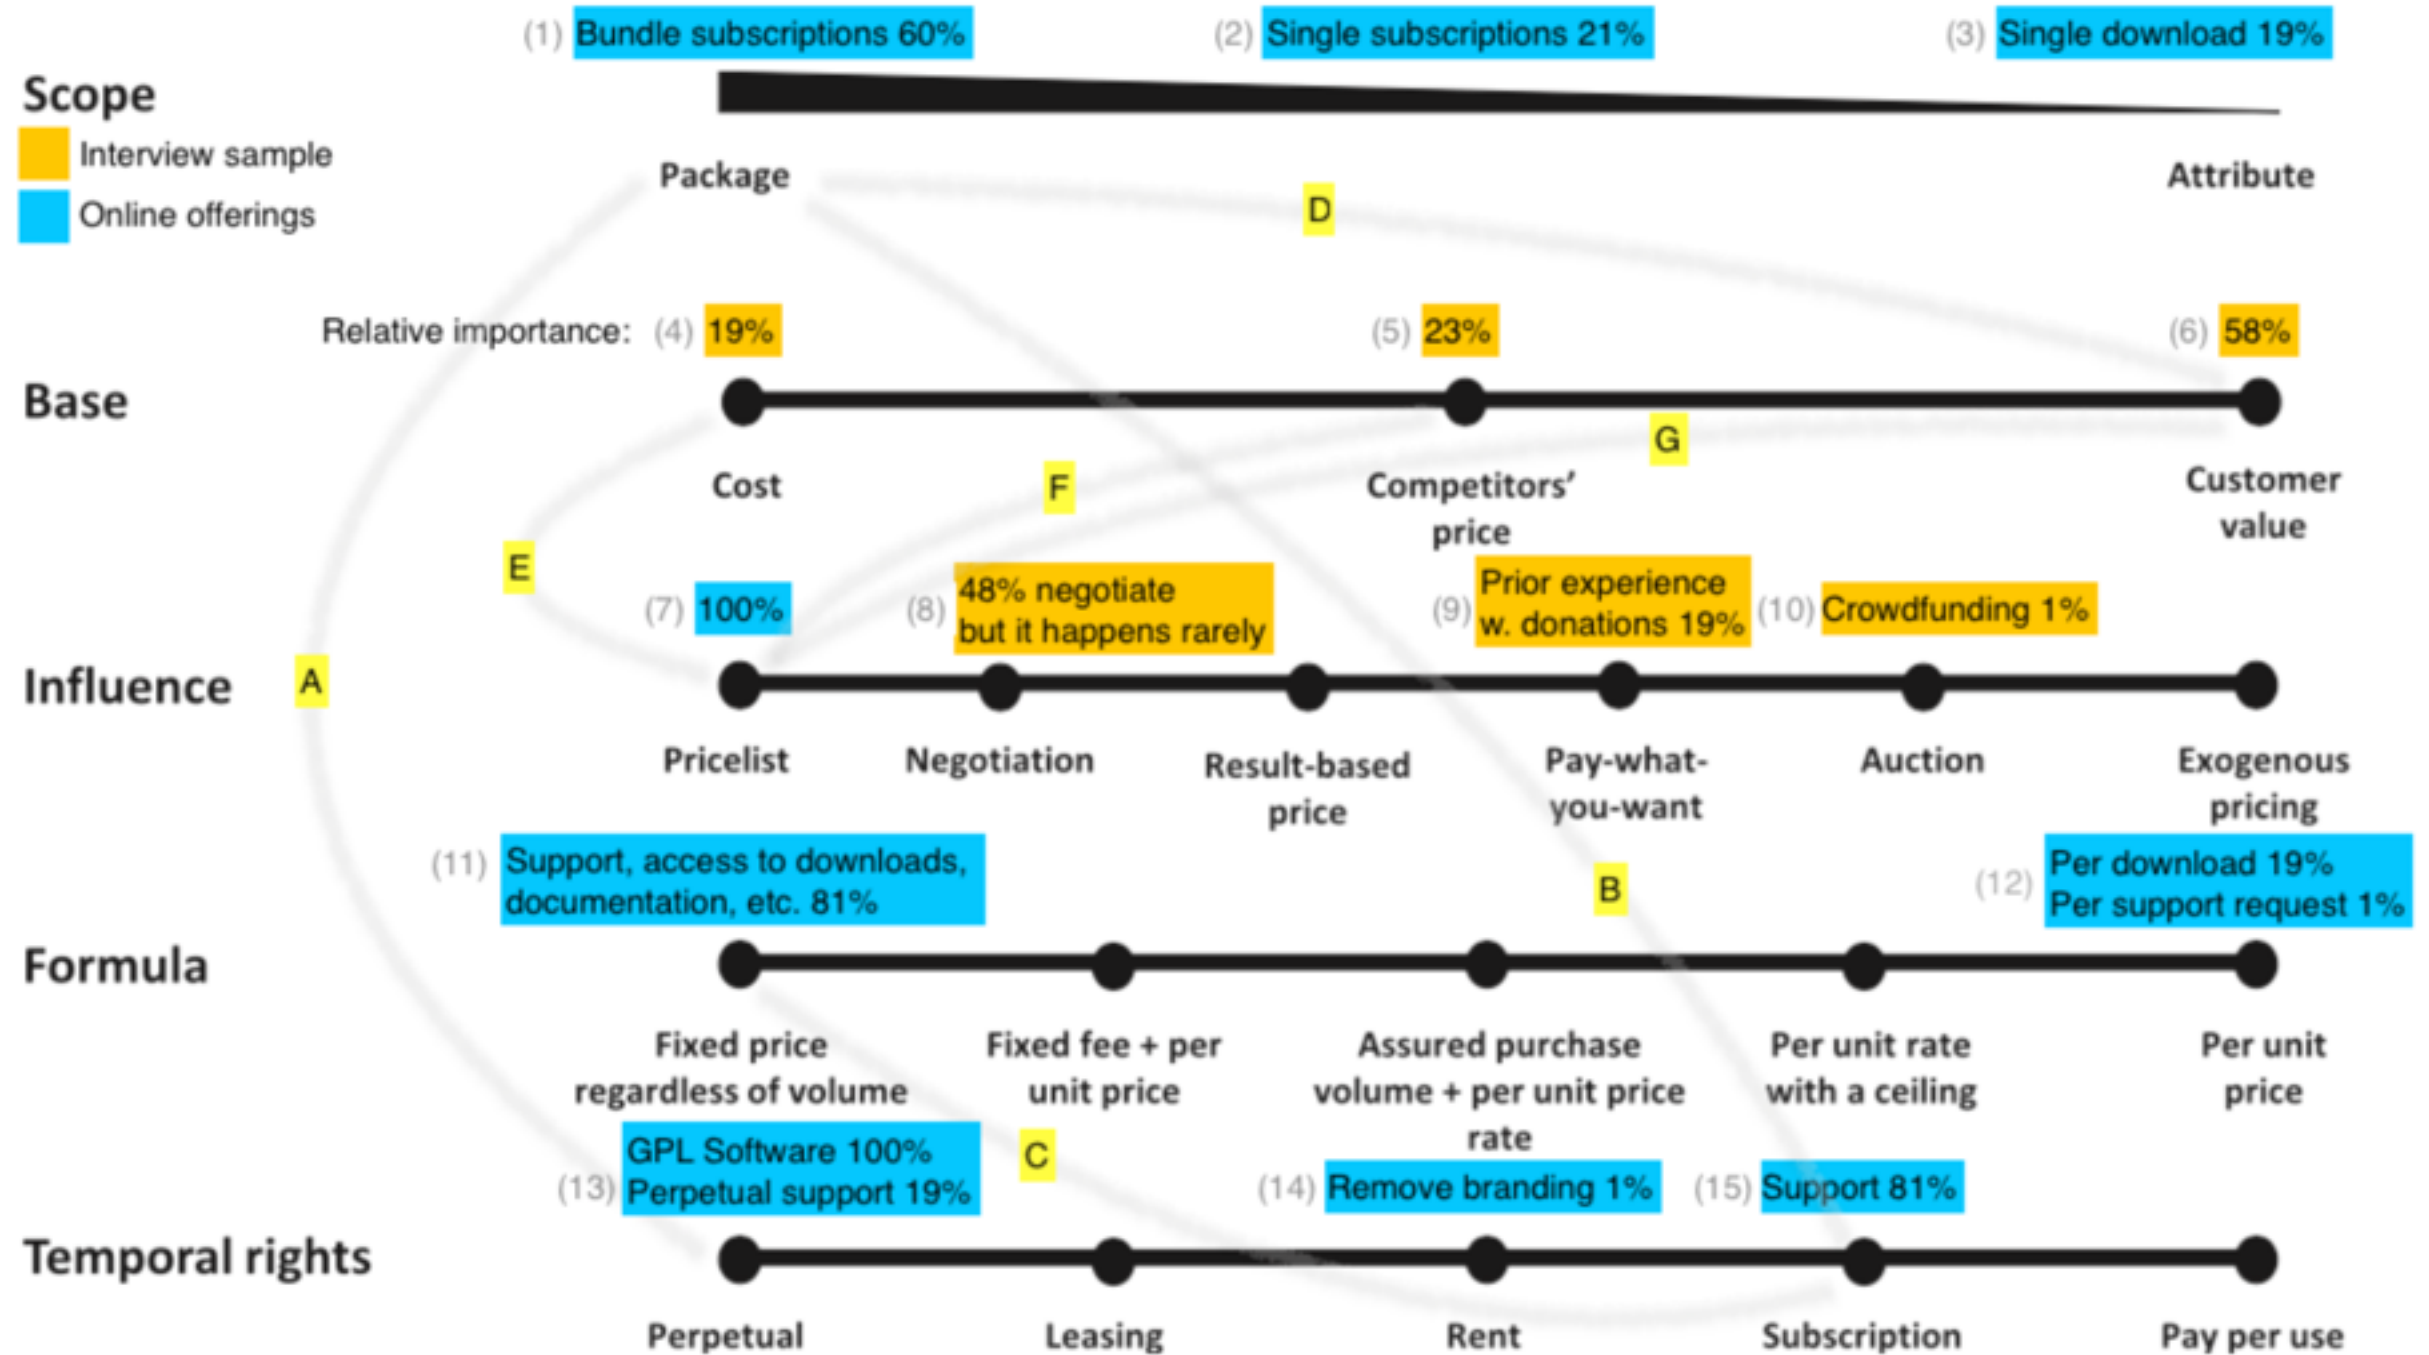 (1) Bundle subscriptions 60% (2) Single subscriptions 21% (3) Single download 19%
Scope
Interview sample
Online offerings
Package Attribute
D
Relative importance: (4) 19% (5) 23% (6) 58%
Base
G
Cost Competitors' Customer
price value
F
E
(7) 100% (8) 48% negotiate (9) Prior experience (10) Crowdfunding 1%
but it happens rarely w. donations 19%
Influence A
Pricelist Negotiation Result-based Pay-what- Auction Exogenous
price you-want pricing
(11) Support, access to downloads, B (12) Per download 19%
documentation, etc. 81% Per support request 1%
Formula
Fixed price Fixed fee + per Assured purchase Per unit rate Per unit
regardless of volume unit price volume + per unit price with a ceiling price
rate
C
(13) GPL Software 100% (14) Remove branding 1% (15) Support 81%
Perpetual support 19%
Temporal rights
Perpetual Leasing Rent Subscription Pay per use